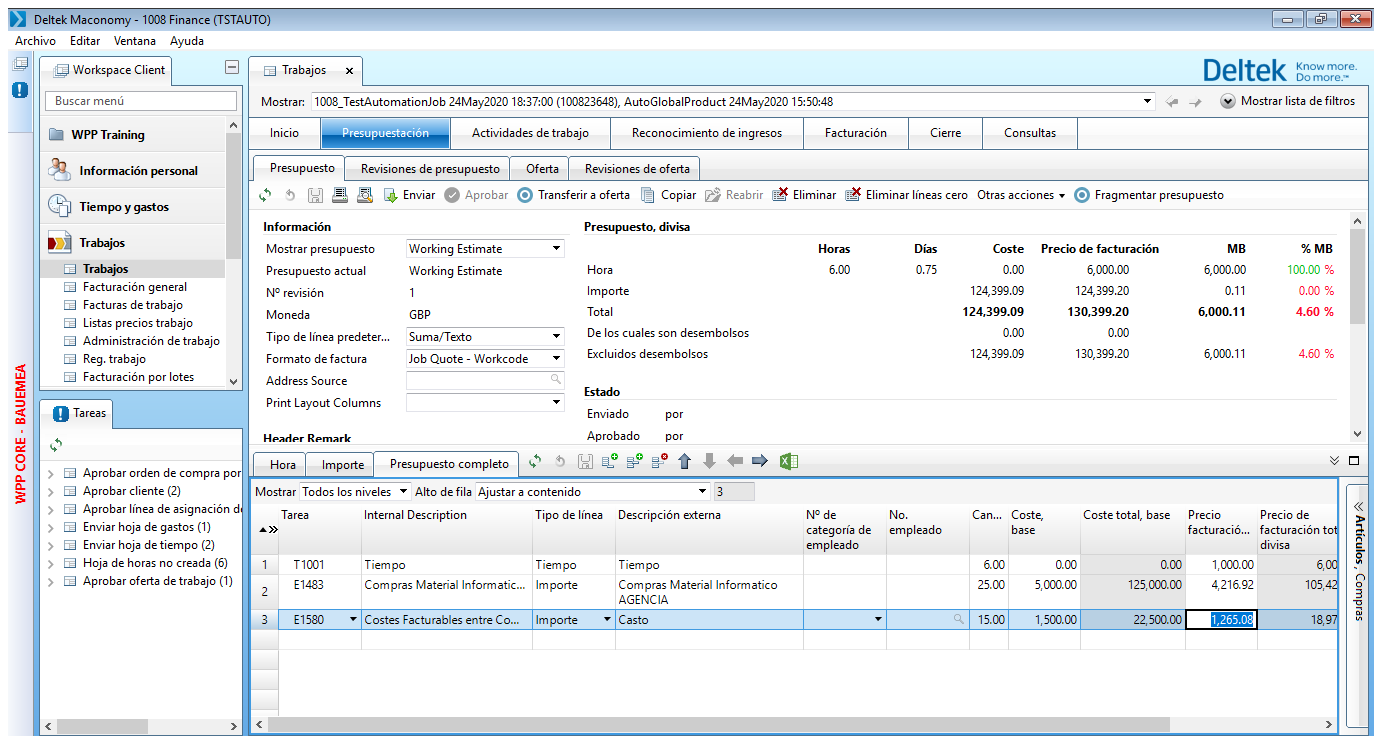 Deltek Maconomy - 1008 Finance (TSTAUTO)
Archivo Editar Ventana Ayuda
Workspace Client
Buscar menú
WPP Training
Información personal
Tiempo y gastos
Trabajos
Trabajos
Facturación general
Facturas de trabajo
Listas precios trabajo
Administración de trabajo
Reg. trabajo
Facturación por lotes
WPP CORE - BAUEMEA
Tareas
Aprobar orden de compra por
Aprobar cliente (2)
Aprobar línea de asignación de
Enviar hoja de gastos (1)
Enviar hoja de tiempo (2)
Hoja de horas no creada (6)
Aprobar oferta de trabajo (1)
Trabajos
Deltek Know more. Do more.™
Mostrar: 1008_TestAutomationJob 24May2020 18:37:00 (100823648), AutoGlobalProduct 24May2020 15:50:48
Mostrar lista de filtros
Inicio Presupuestación Actividades de trabajo Reconocimiento de ingresos Facturación Cierre Consultas
Presupuesto Revisiones de presupuesto Oferta Revisiones de oferta
Enviar Aprobar Transferir a oferta Copiar Reabrir Eliminar Eliminar líneas cero Otras acciones Fragmentar presupuesto
Información
Mostrar presupuesto Working Estimate
Presupuesto actual Working Estimate
Nº revisión 1
Moneda GBP
Tipo de línea predeter... Suma/Texto
Formato de factura Job Quote - Workcode
Address Source
Print Layout Columns
Header Remark
Presupuesto, divisa
Horas Días Coste Precio de facturación MB % MB
Hora 6.00 0.75 0.00 6,000.00 6,000.00 100.00 %
Importe 124,399.09 124,399.20 0.11 0.00 %
Total 124,399.09 130,399.20 6,000.11 4.60 %
De los cuales son desembolsos 0.00 0.00
Excluidos desembolsos 124,399.09 130,399.20 6,000.11 4.60 %
Estado
Enviado por
Aprobado por
Hora Importe Presupuesto completo
Mostrar Todos los niveles Alto de fila Ajustar a contenido 3
Tarea Internal Description Tipo de línea Descripción externa Nº de categoría de empleado No. empleado Can... Coste, base Coste total, base Precio facturació... Precio de facturación tot divisa
1 T1001 Tiempo Tiempo Tiempo 6.00 0.00 0.00 1,000.00 6,00
2 E1483 Compras Material Informatic... Importe Compras Material Informatico AGENCIA 25.00 5,000.00 125,000.00 4,216.92 105,42
3 E1580 Costes Facturables entre Co... Importe Casto 15.00 1,500.00 22,500.00 1,265.08 18,97
Artículos, Compras